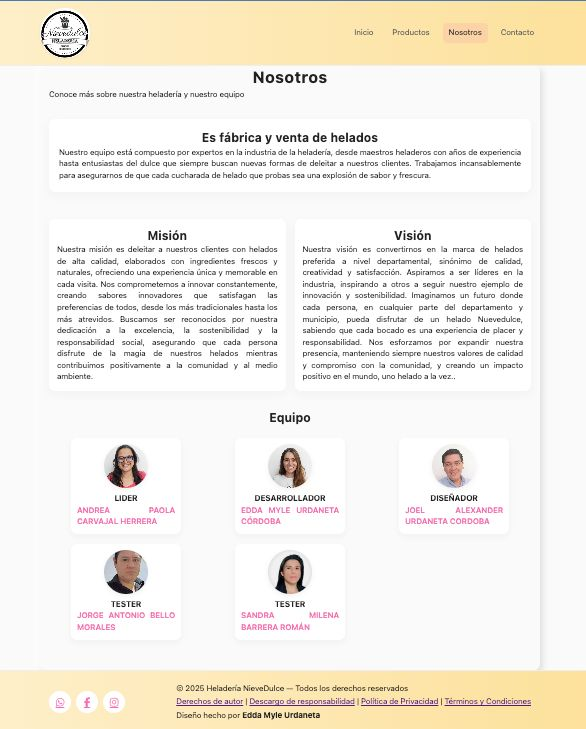 Nievedulce
HELADERÍA
Inicio Productos Nosotros Contacto
Nosotros
Conoce más sobre nuestra heladería y nuestro equipo
Es fábrica y venta de helados
Nuestro equipo está compuesto por expertos en la industria de la heladería, desde maestros heladeros con años de experiencia
hasta entusiastas del dulce que siempre buscan nuevas formas de deleitar a nuestros clientes. Trabajamos incansablemente
para asegurarnos de que cada cucharada de helado que probas sea una explosión de sabor y frescura.
Misión
Nuestra misión es deleitar a nuestros clientes con helados
de alta calidad, elaborados con ingredientes frescos y
naturales, ofreciendo una experiencia única y memorable en
cada visita. Nos comprometemos a innovar constantemente,
creando sabores innovadores que satisfagan las
preferencias de todos, desde los más tradicionales hasta los
más atrevidos. Buscamos ser reconocidos por nuestra
dedicación a la excelencia, la sostenibilidad y la
responsabilidad social, asegurando que cada persona
disfrute de la magia de nuestros helados mientras
contribuimos positivamente a la comunidad y al medio
ambiente.
Visión
Nuestra visión es convertirnos en la marca de helados
preferida a nivel departamental, sinónimo de calidad,
creatividad y satisfacción. Aspiramos a ser líderes en la
industria, inspirando a otros a seguir nuestro ejemplo de
innovación y sostenibilidad. Imaginamos un futuro donde
cada persona, en cualquier parte del departamento y
municipio, pueda disfrutar de un helado Nuevedulce,
sabiendo que cada bocado es una experiencia de placer y
responsabilidad. Nos esforzamos por expandir nuestra
presencia, manteniendo siempre nuestros valores de calidad
y compromiso con la comunidad, y creando un impacto
positivo en el mundo, uno helado a la vez..
Equipo
LIDER
ANDREA PAOLA
CARVAJAL HERRERA
DESARROLLADOR
EDDA MYLE URDANETA
CÓRDOBA
DISEÑADOR
JOEL ALEXANDER
URDANETA CORDOBA
TESTER
JORGE ANTONIO BELLO
MORALES
TESTER
SANDRA MILENA
BARRERA ROMÁN
© 2025 Heladería NieveDulce — Todos los derechos reservados
Derechos de autor | Descargo de responsabilidad | Política de Privacidad | Términos y Condiciones
Diseño hecho por Edda Myle Urdaneta